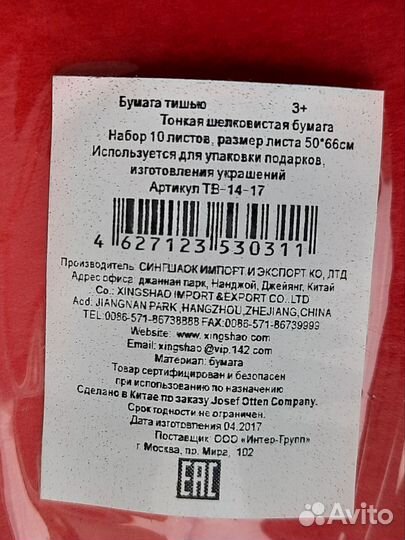 Бумага тишью 3+
Тонкая шелковистая бумага
Набор 10 листов, размер листа 50*66см
Используется для упаковки подарков,
изготовления украшений
Артикул ТВ-14-17
4 627123 530311
Производитель: СИНГШАОК ИМПОРТ И ЭКСПОРТ КО, ЛТД
Адрес офиса: джаннан парк, Нанджой, Джейянг, Китай
Co.: XINGSHAO IMPORT &EXPORT CO., LTD
Acd: JIANGNAN PARK ,HANGZHOU,ZHEJIANG,CHINA
TEL:0086-571-86738888 FAX:0086-571-86739999
Website: www. xingshao.com
Email: xingshao @vip.142.com
Материал: бумага
Товар сертифицирован и безопасен
при использованию по назначению
Сделано в Китае по заказу Josef Otten Company.
Срок годности не ограничен.
Дата изготовления 04.2017
Поставщик: ООО «Интер-Групп»
г. Москва, пр. Мира, 102
EAC
Avito